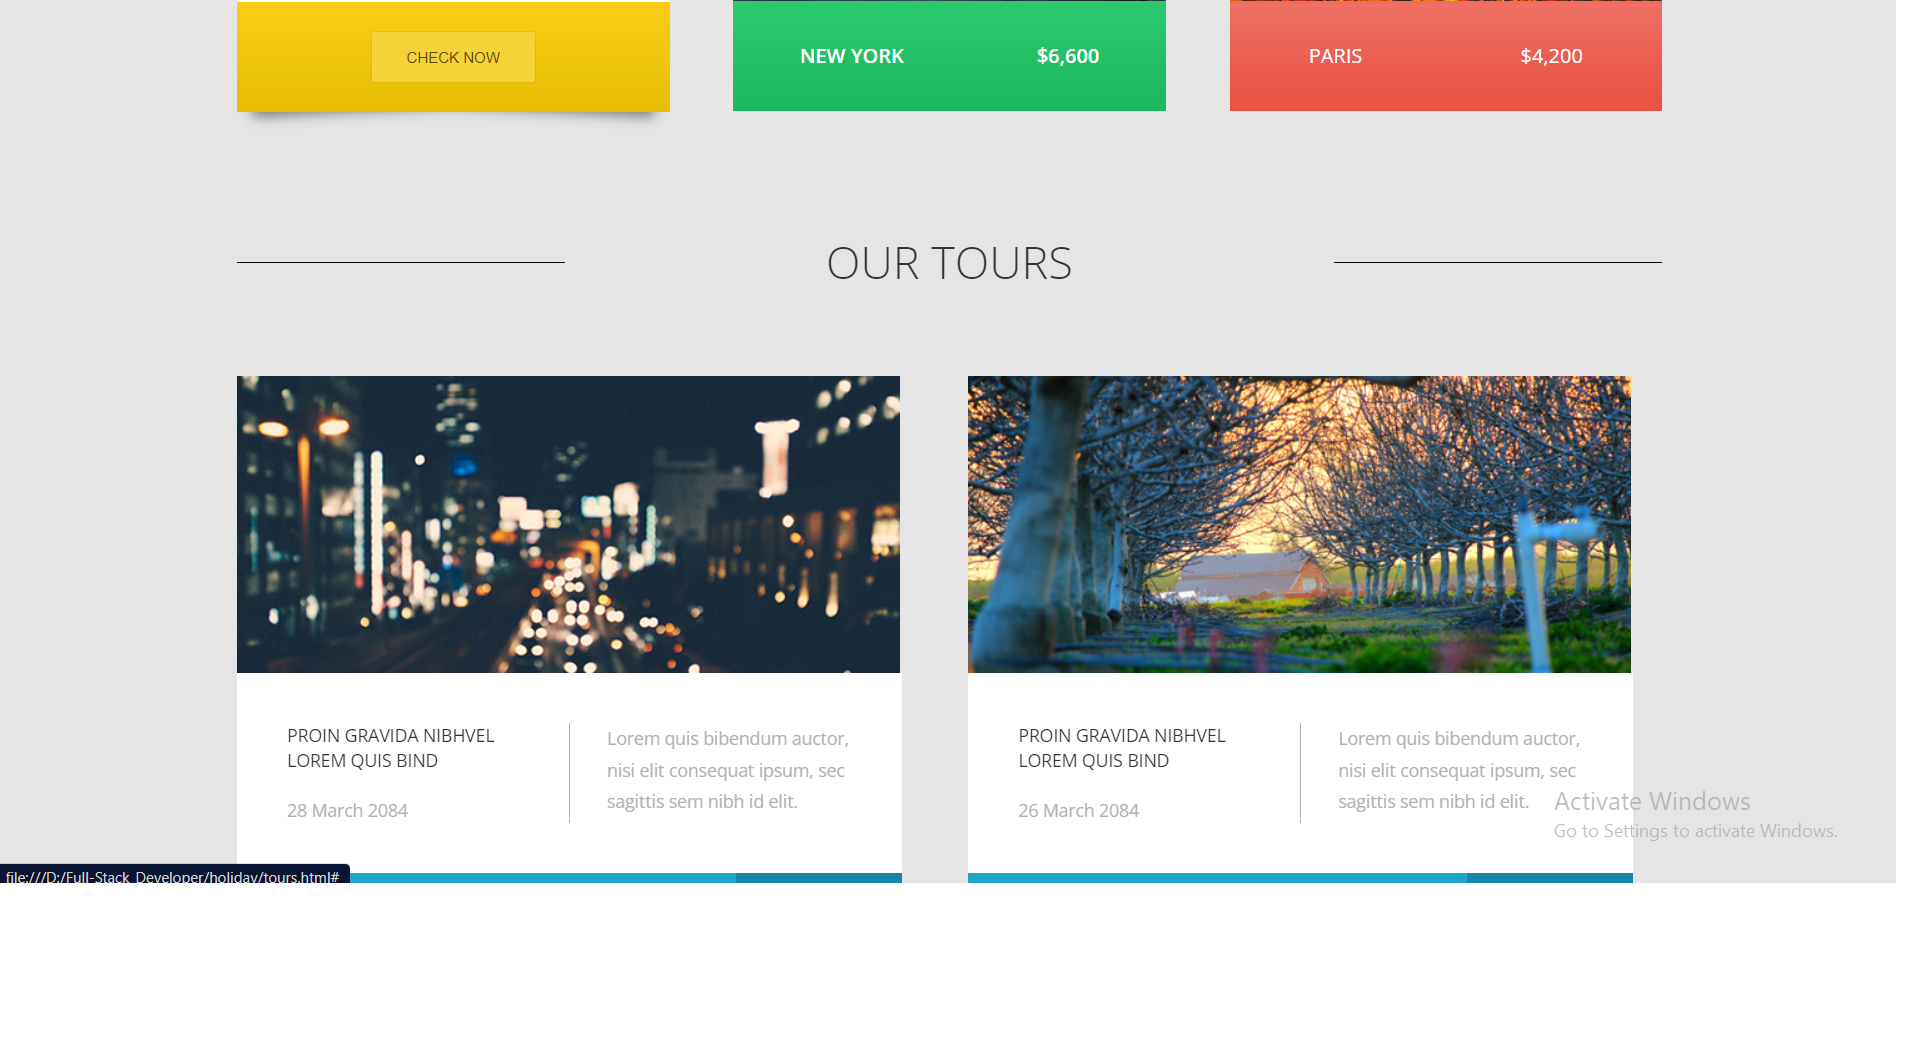 CHECK NOW
NEW YORK $6,600
PARIS $4,200
OUR TOURS
PROIN GRAVIDA NIBHVEL
LOREM QUIS BIND
28 March 2084
Lorem quis bibendum auctor,
nisi elit consequat ipsum, sec
sagittis sem nibh id elit.
PROIN GRAVIDA NIBHVEL
LOREM QUIS BIND
26 March 2084
Lorem quis bibendum auctor,
nisi elit consequat ipsum, sec
sagittis sem nibh id elit.
Activate Windows
Go to Settings to activate Windows.
file:///D:/Full-Stack_Developer/holiday/tours.html#